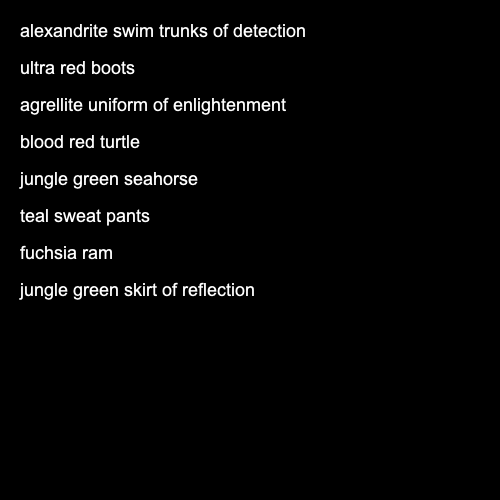 alexandrite swim trunks of detection
ultra red boots
agrellite uniform of enlightenment
blood red turtle
jungle green seahorse
teal sweat pants
fuchsia ram
jungle green skirt of reflection